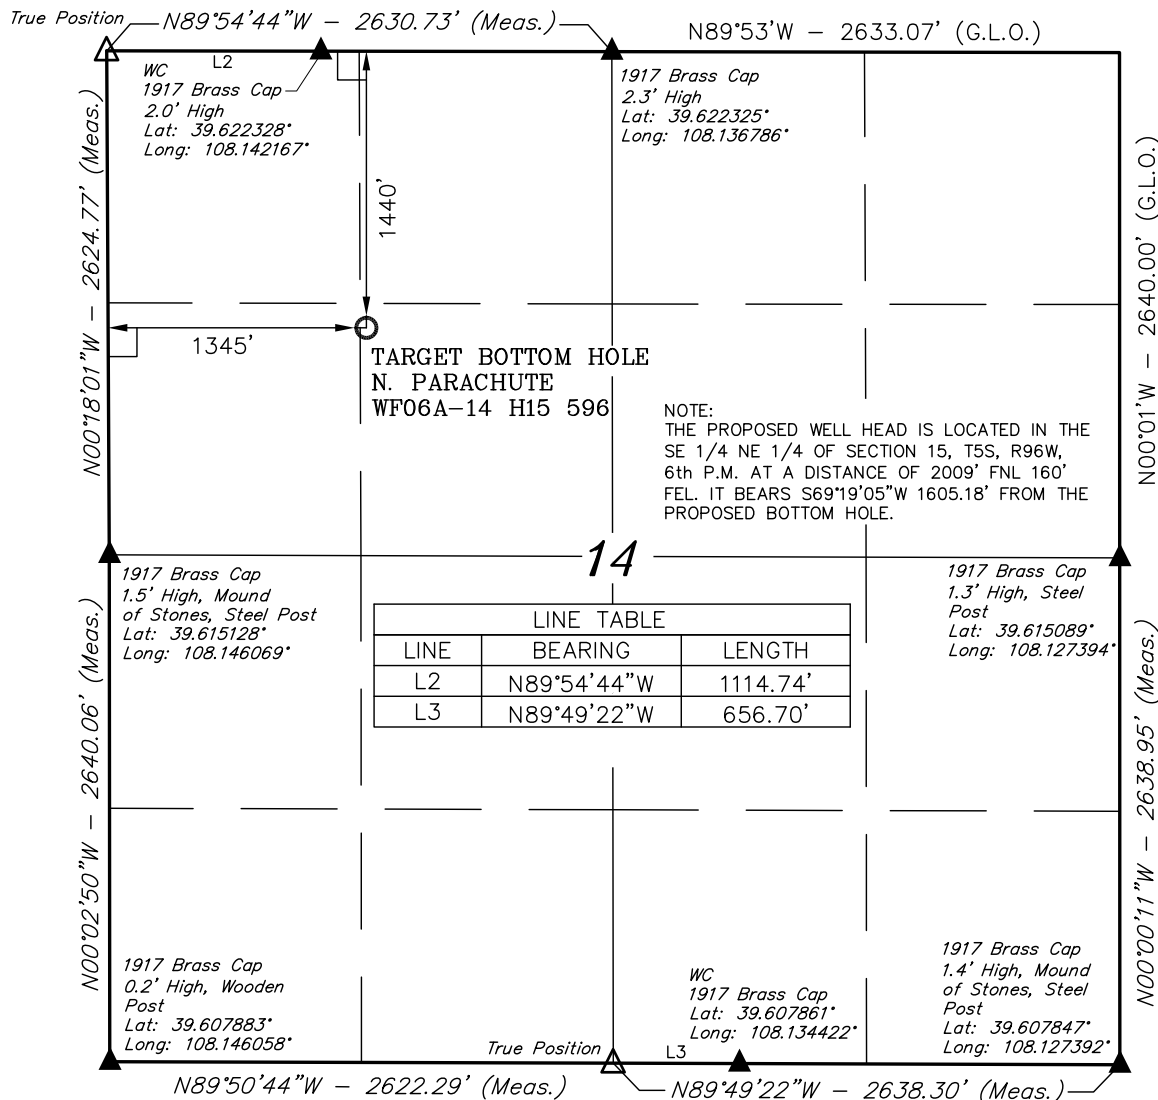 True Position
N89°54'44"W - 2630.73' (Meas.)
N89°53'W - 2633.07' (G.L.O.)
L2
WC
1917 Brass Cap
2.0' High
Lat: 39.622328°
Long: 108.142167°
1917 Brass Cap
2.3' High
Lat: 39.622325°
Long: 108.136786°
N00°18'01"W - 2624.77' (Meas.)
1440'
N00°01'W - 2640.00' (G.L.O.)
1345'
TARGET BOTTOM HOLE
N. PARACHUTE
WF06A-14 H15 596
NOTE:
THE PROPOSED WELL HEAD IS LOCATED IN THE
SE 1/4 NE 1/4 OF SECTION 15, T5S, R96W,
6th P.M. AT A DISTANCE OF 2009' FNL 160'
FEL. IT BEARS S69°19'05"W 1605.18' FROM THE
PROPOSED BOTTOM HOLE.
14
1917 Brass Cap
1.5' High, Mound
of Stones, Steel Post
Lat: 39.615128°
Long: 108.146069°
1917 Brass Cap
1.3' High, Steel
Post
Lat: 39.615089°
Long: 108.127394°
LINE TABLE
LINE BEARING LENGTH
L2 N89°54'44"W 1114.74'
L3 N89°49'22"W 656.70'
N00°02'50"W - 2640.06' (Meas.)
N00°00'11"W - 2638.95' (Meas.)
1917 Brass Cap
0.2' High, Wooden
Post
Lat: 39.607883°
Long: 108.146058°
WC
1917 Brass Cap
Lat: 39.607861°
Long: 108.134422°
1917 Brass Cap
1.4' High, Mound
of Stones, Steel
Post
Lat: 39.607847°
Long: 108.127392°
True Position
L3
N89°50'44"W - 2622.29' (Meas.)
N89°49'22"W - 2638.30' (Meas.)